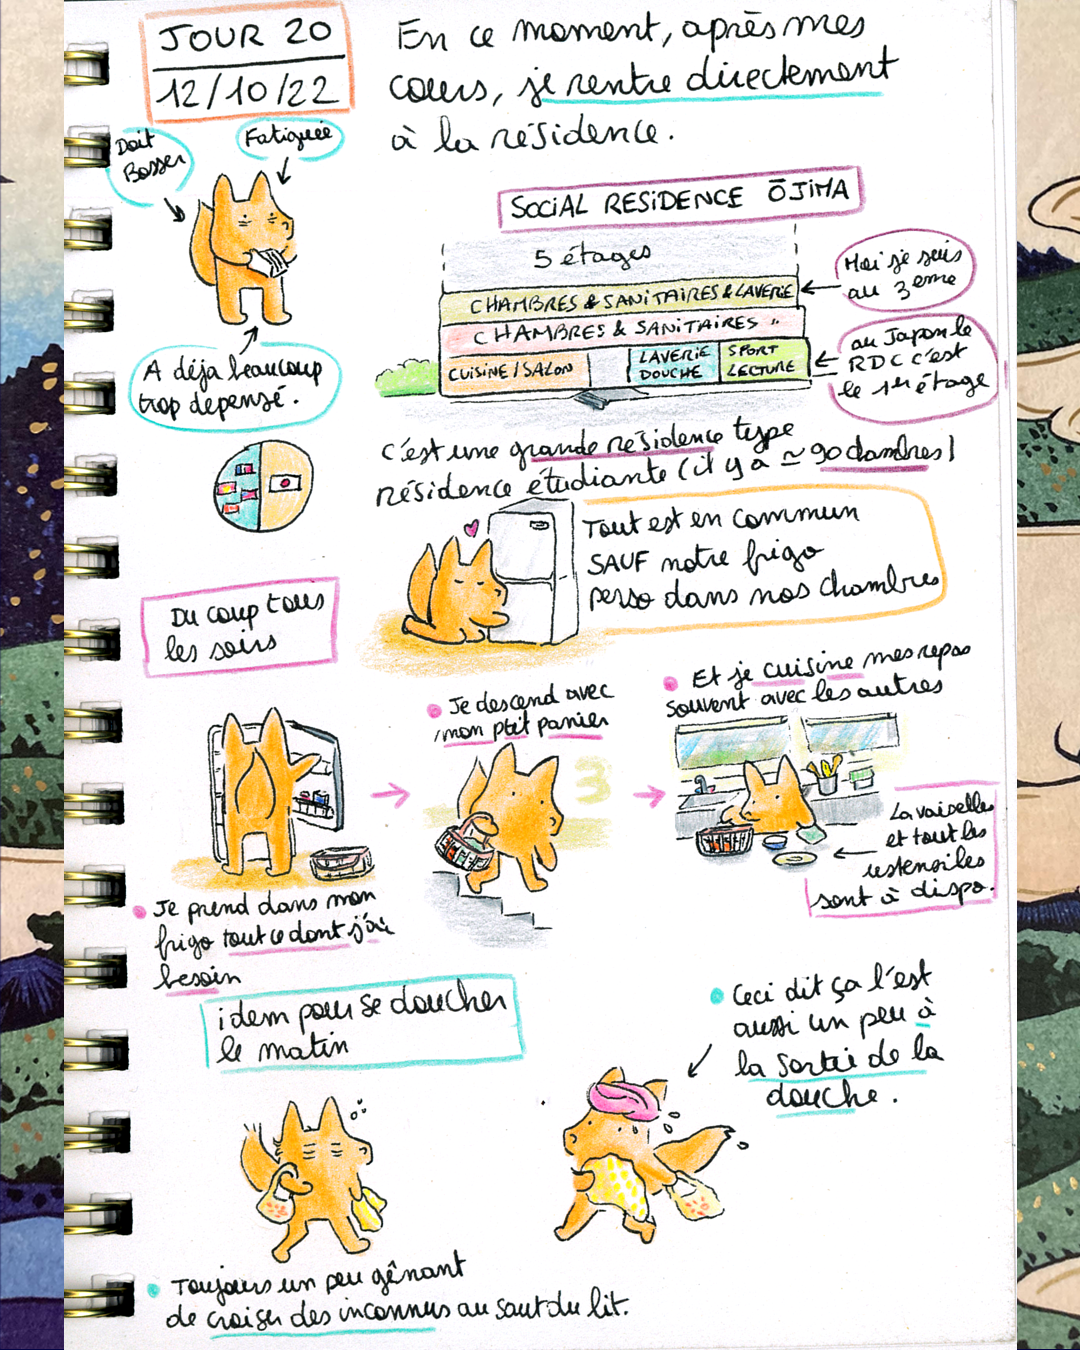 JOUR 20
12/10/22
En ce moment, après mes
cours, je rentre directement
à la résidence.
Doit
Bosser
Fatiguée
A déjà beaucoup
trop dépensé.
SOCIAL RESIDENCE ŌJIMA
5 étages
CHAMBRES & SANITAIRES & LAVERIE
CHAMBRES & SANITAIRES "
CUISINE / SALON
LAVERIE
DOUCHE
SPORT
LECTURE
Moi je suis
au 3eme
au Japon le
RDC c'est
le 1er étage
C'est une grande résidence type
résidence étudiante (il y a ≃ 90 chambres)
Tout est en commun
SAUF notre frigo
perso dans nos chambres
Du coup tous
les soirs
Je prend dans mon
frigo tout ce dont j'ai
besoin
Je descend avec
mon ptit panier
3
Et je cuisine mes repas
souvent avec les autres
La vaisselle
et tout les
ustensiles
sont à dispo.
idem pour se doucher
le matin
Toujours un peu gênant
de croiser des inconnus au saut du lit.
Ceci dit ça l'est
aussi un peu à
la sortie de la
douche.